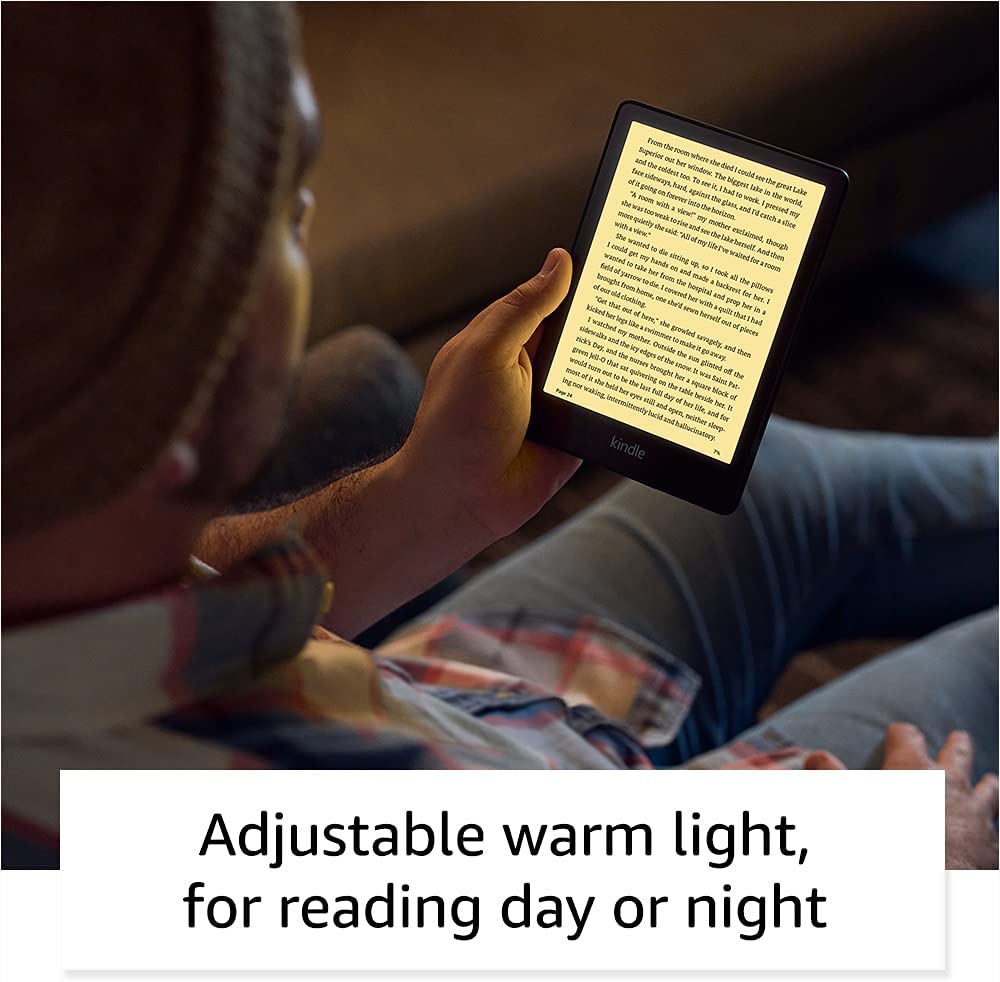 From the room where she died I could see the great Lake
Superior out her window. The biggest lake in the world,
and the coldest too. To see it, I had to work. I pressed my
face sideways, hard, against the glass, and I'd catch a slice
of it going on forever into the horizon.
"A room with a view!" my mother exclaimed, though
she was too weak to rise and see the lake herself. And then
more quietly she said: "All of my life I've waited for a room
with a view."
She wanted to die sitting up, so I took all the pillows
I could get my hands on and made a backrest for her. I
wanted to take her from the hospital and prop her in a
field of yarrow to die. I covered her with a quilt that I had
brought from home, one she'd sewn herself out of pieces
of our old clothing.
"Get that out of here," she growled savagely, and then
kicked her legs like a swimmer to make it go away.
I watched my mother. Outside the sun glinted off the
sidewalks and the icy edges of the snow. It was Saint Pat-
rick's Day, and the nurses brought her a square block of
green Jell-O that sat quivering on the table beside her. It
would turn out to be the last full day of her life, and for
most of it she held her eyes still and open, neither sleep-
ing nor waking, intermittently lucid and hallucinatory.
Page 24
7%
kindle
Adjustable warm light,
for reading day or night